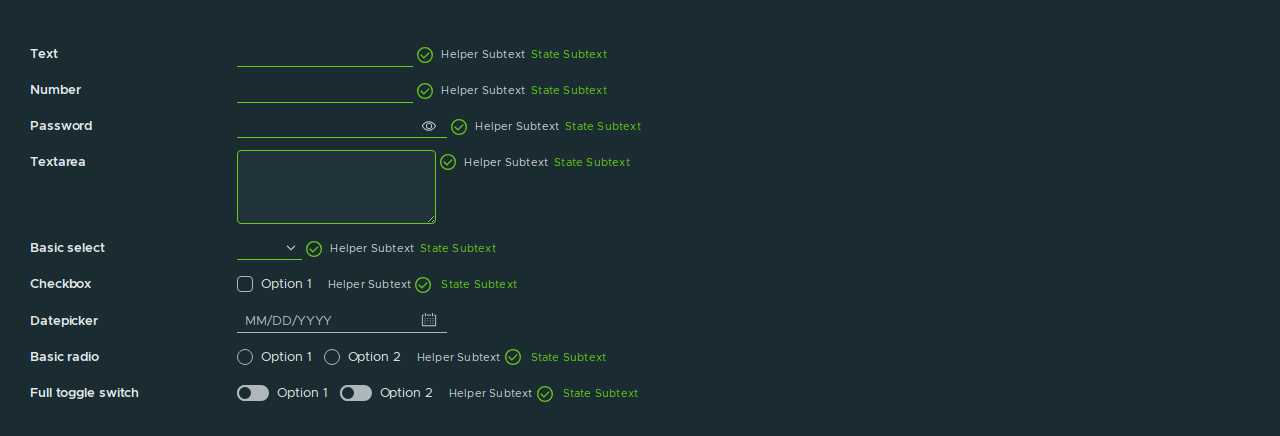 Text Helper Subtext State Subtext
Number Helper Subtext State Subtext
Password Helper Subtext State Subtext
Textarea Helper Subtext State Subtext
Basic select Helper Subtext State Subtext
Checkbox Option 1 Helper Subtext State Subtext
Datepicker MM/DD/YYYY
Basic radio Option 1 Option 2 Helper Subtext State Subtext
Full toggle switch Option 1 Option 2 Helper Subtext State Subtext